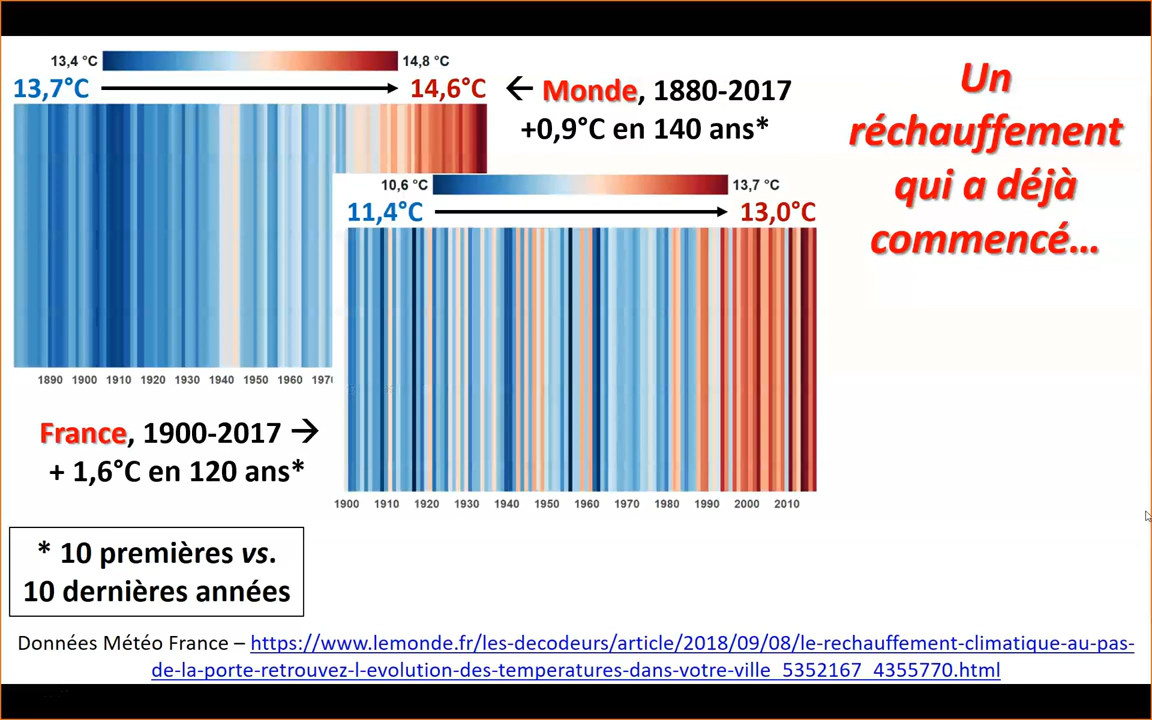 13,4 °C 14,8 °C
13,7°C 14,6°C
← Monde, 1880-2017
+0,9°C en 140 ans*
Un
réchauffement
qui a déjà
commencé…
10,6 °C 13,7 °C
11,4°C 13,0°C
1890 1900 1910 1920 1930 1940 1950 1960
France, 1900-2017 →
+ 1,6°C en 120 ans*
1900 1910 1920 1930 1940 1950 1960 1970 1980 1990 2000 2010
* 10 premières vs.
10 dernières années
Données Météo France – https://www.lemonde.fr/les-decodeurs/article/2018/09/08/le-rechauffement-climatique-au-pas-
de-la-porte-retrouvez-l-evolution-des-temperatures-dans-votre-ville_5352167_4355770.html